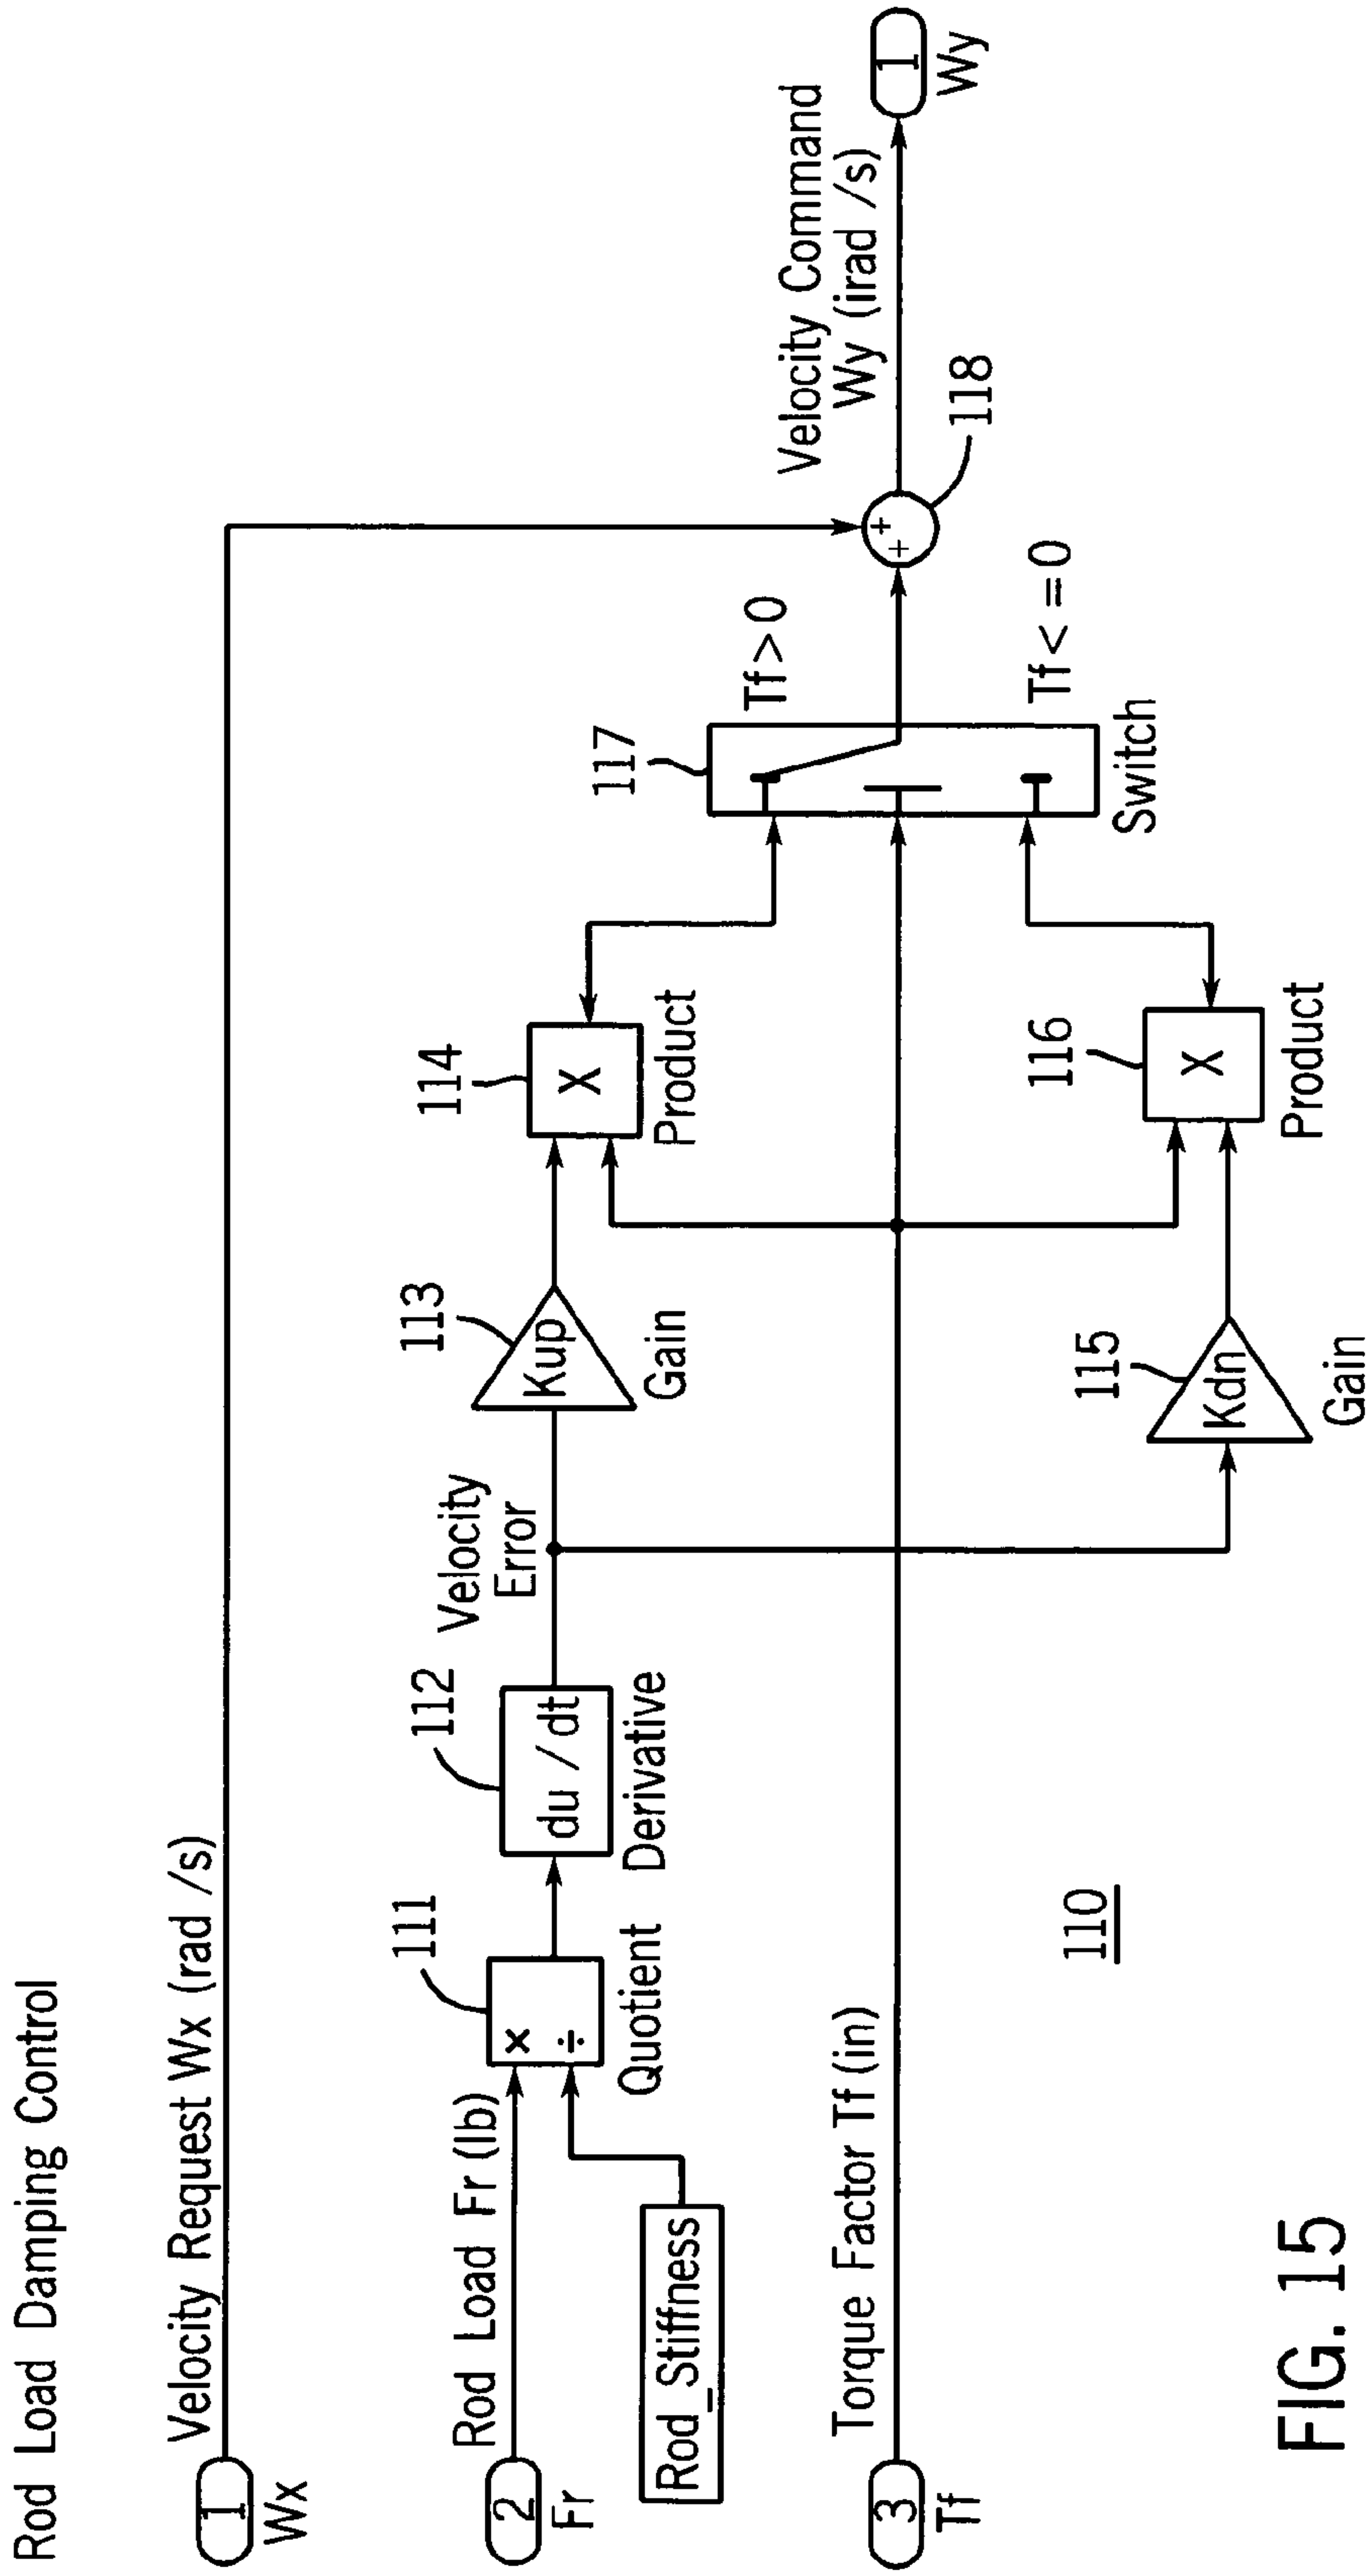 Rod Load Damping Control
Velocity Request Wx (rad /s)
1
Wx
Rod Load Fr (lb)
2
Fr
Rod_Stiffness
111
×
÷
Quotient
112
du / dt
Derivative
Velocity
Error
113
Kup
Gain
114
X
Product
117
Tf > 0
Tf < = 0
Switch
+
+
118
Velocity Command
Wy (irad /s)
1
Wy
Torque Factor Tf (in)
3
Tf
115
Kdn
Gain
116
X
Product
110
FIG. 15